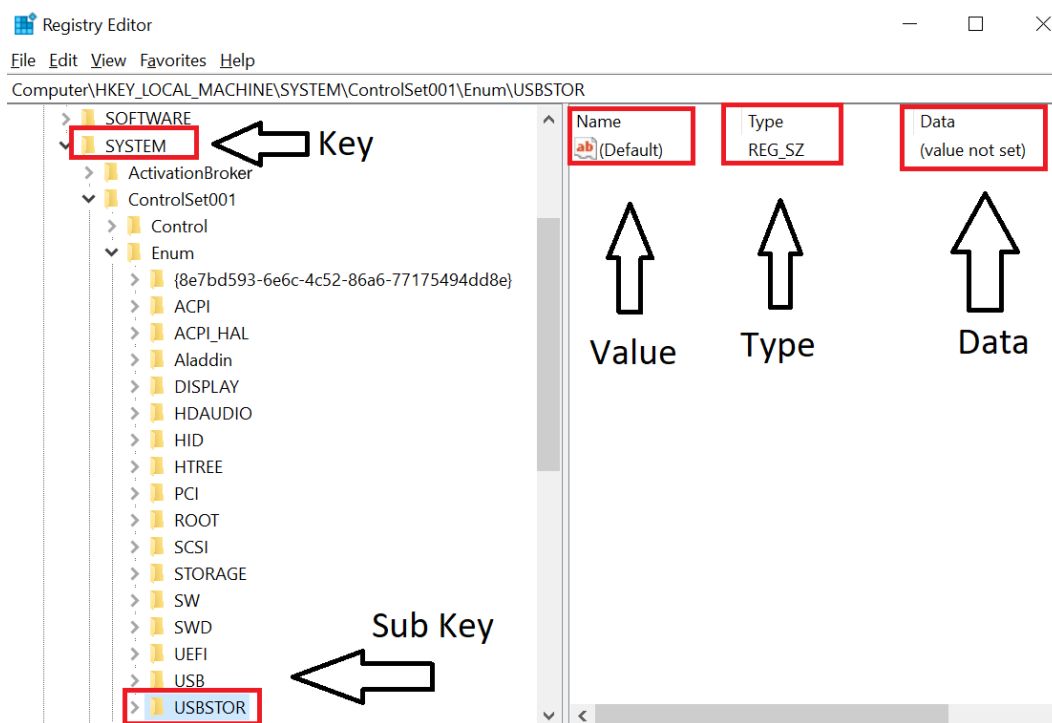 Registry Editor
File Edit View Favorites Help
Computer\HKEY_LOCAL_MACHINE\SYSTEM\ControlSet001\Enum\USBSTOR
SOFTWARE
SYSTEM
Key
ActivationBroker
ControlSet001
Control
Enum
{8e7bd593-6e6c-4c52-86a6-77175494dd8e}
ACPI
ACPI_HAL
Aladdin
DISPLAY
HDAUDIO
HID
HTREE
PCI
ROOT
SCSI
STORAGE
SW
SWD
UEFI
USB
USBSTOR
Sub Key
Name Type Data
ab (Default) REG_SZ (value not set)
Value Type Data